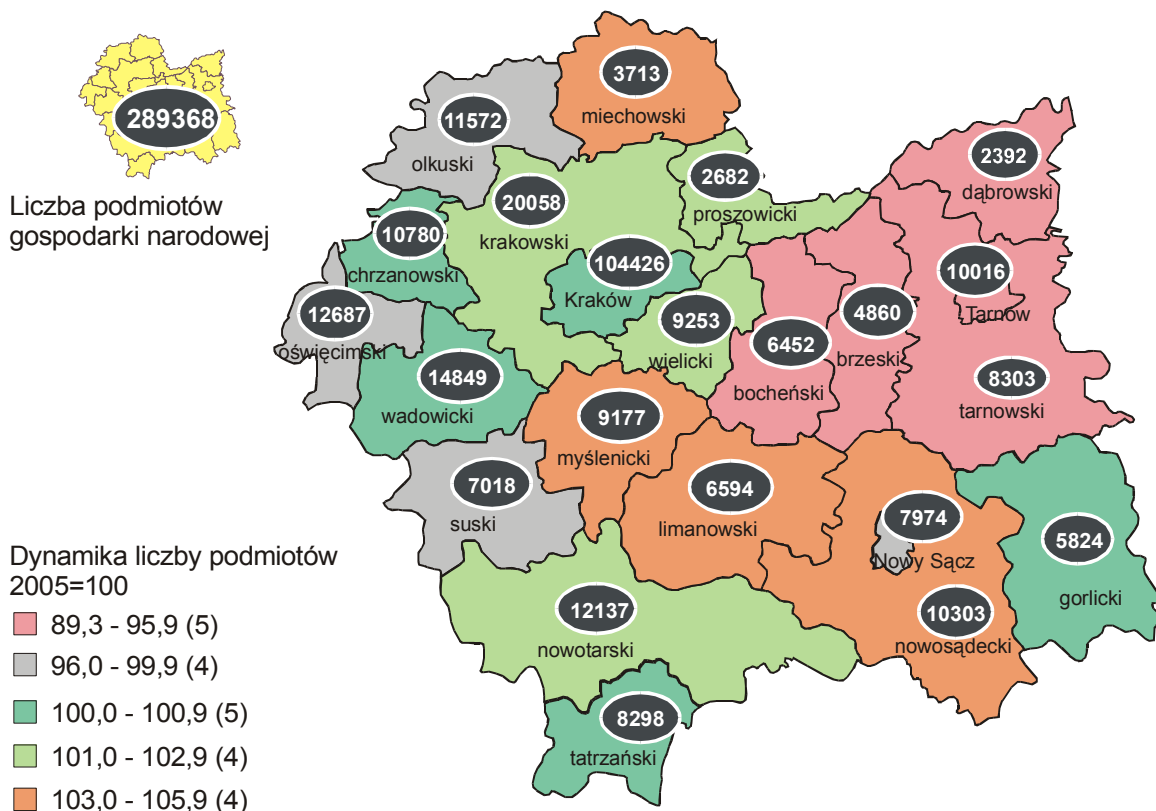 289368
Liczba podmiotów
gospodarki narodowej
3713
miechowski
11572
olkuski
2392
dąbrowski
2682
proszowicki
20058
krakowski
10780
chrzanowski
104426
Kraków
10016
Tarnów
12687
oświęcimski
9253
wielicki
4860
brzeski
6452
bocheński
14849
wadowicki
8303
tarnowski
9177
myślenicki
7018
suski
6594
limanowski
7974
Nowy Sącz
5824
gorlicki
12137
nowotarski
10303
nowosądecki
8298
tatrzański
Dynamika liczby podmiotów
2005=100
89,3 - 95,9 (5)
96,0 - 99,9 (4)
100,0 - 100,9 (5)
101,0 - 102,9 (4)
103,0 - 105,9 (4)